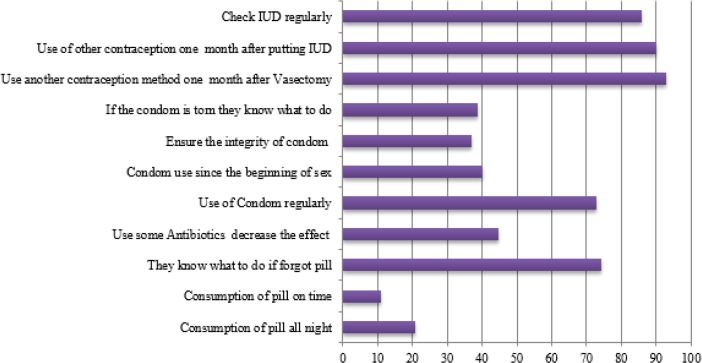 Check IUD regularly
Use of other contraception one month after putting IUD
Use another contraception method one month after Vasectomy
If the condom is torn they know what to do
Ensure the integrity of condom
Condom use since the beginning of sex
Use of Condom regularly
Use some Antibiotics decrease the effect
They know what to do if forgot pill
Consumption of pill on time
Consumption of pill all night
0 10 20 30 40 50 60 70 80 90 100